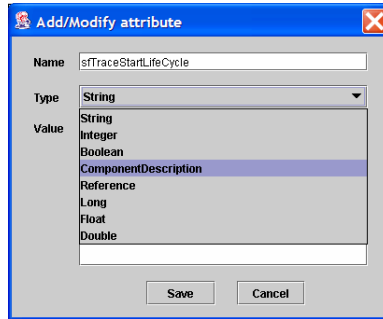 Add/Modify attribute
Name sfTraceStartLifeCycle
Type String
Value
String
Integer
Boolean
ComponentDescription
Reference
Long
Float
Double
Save Cancel